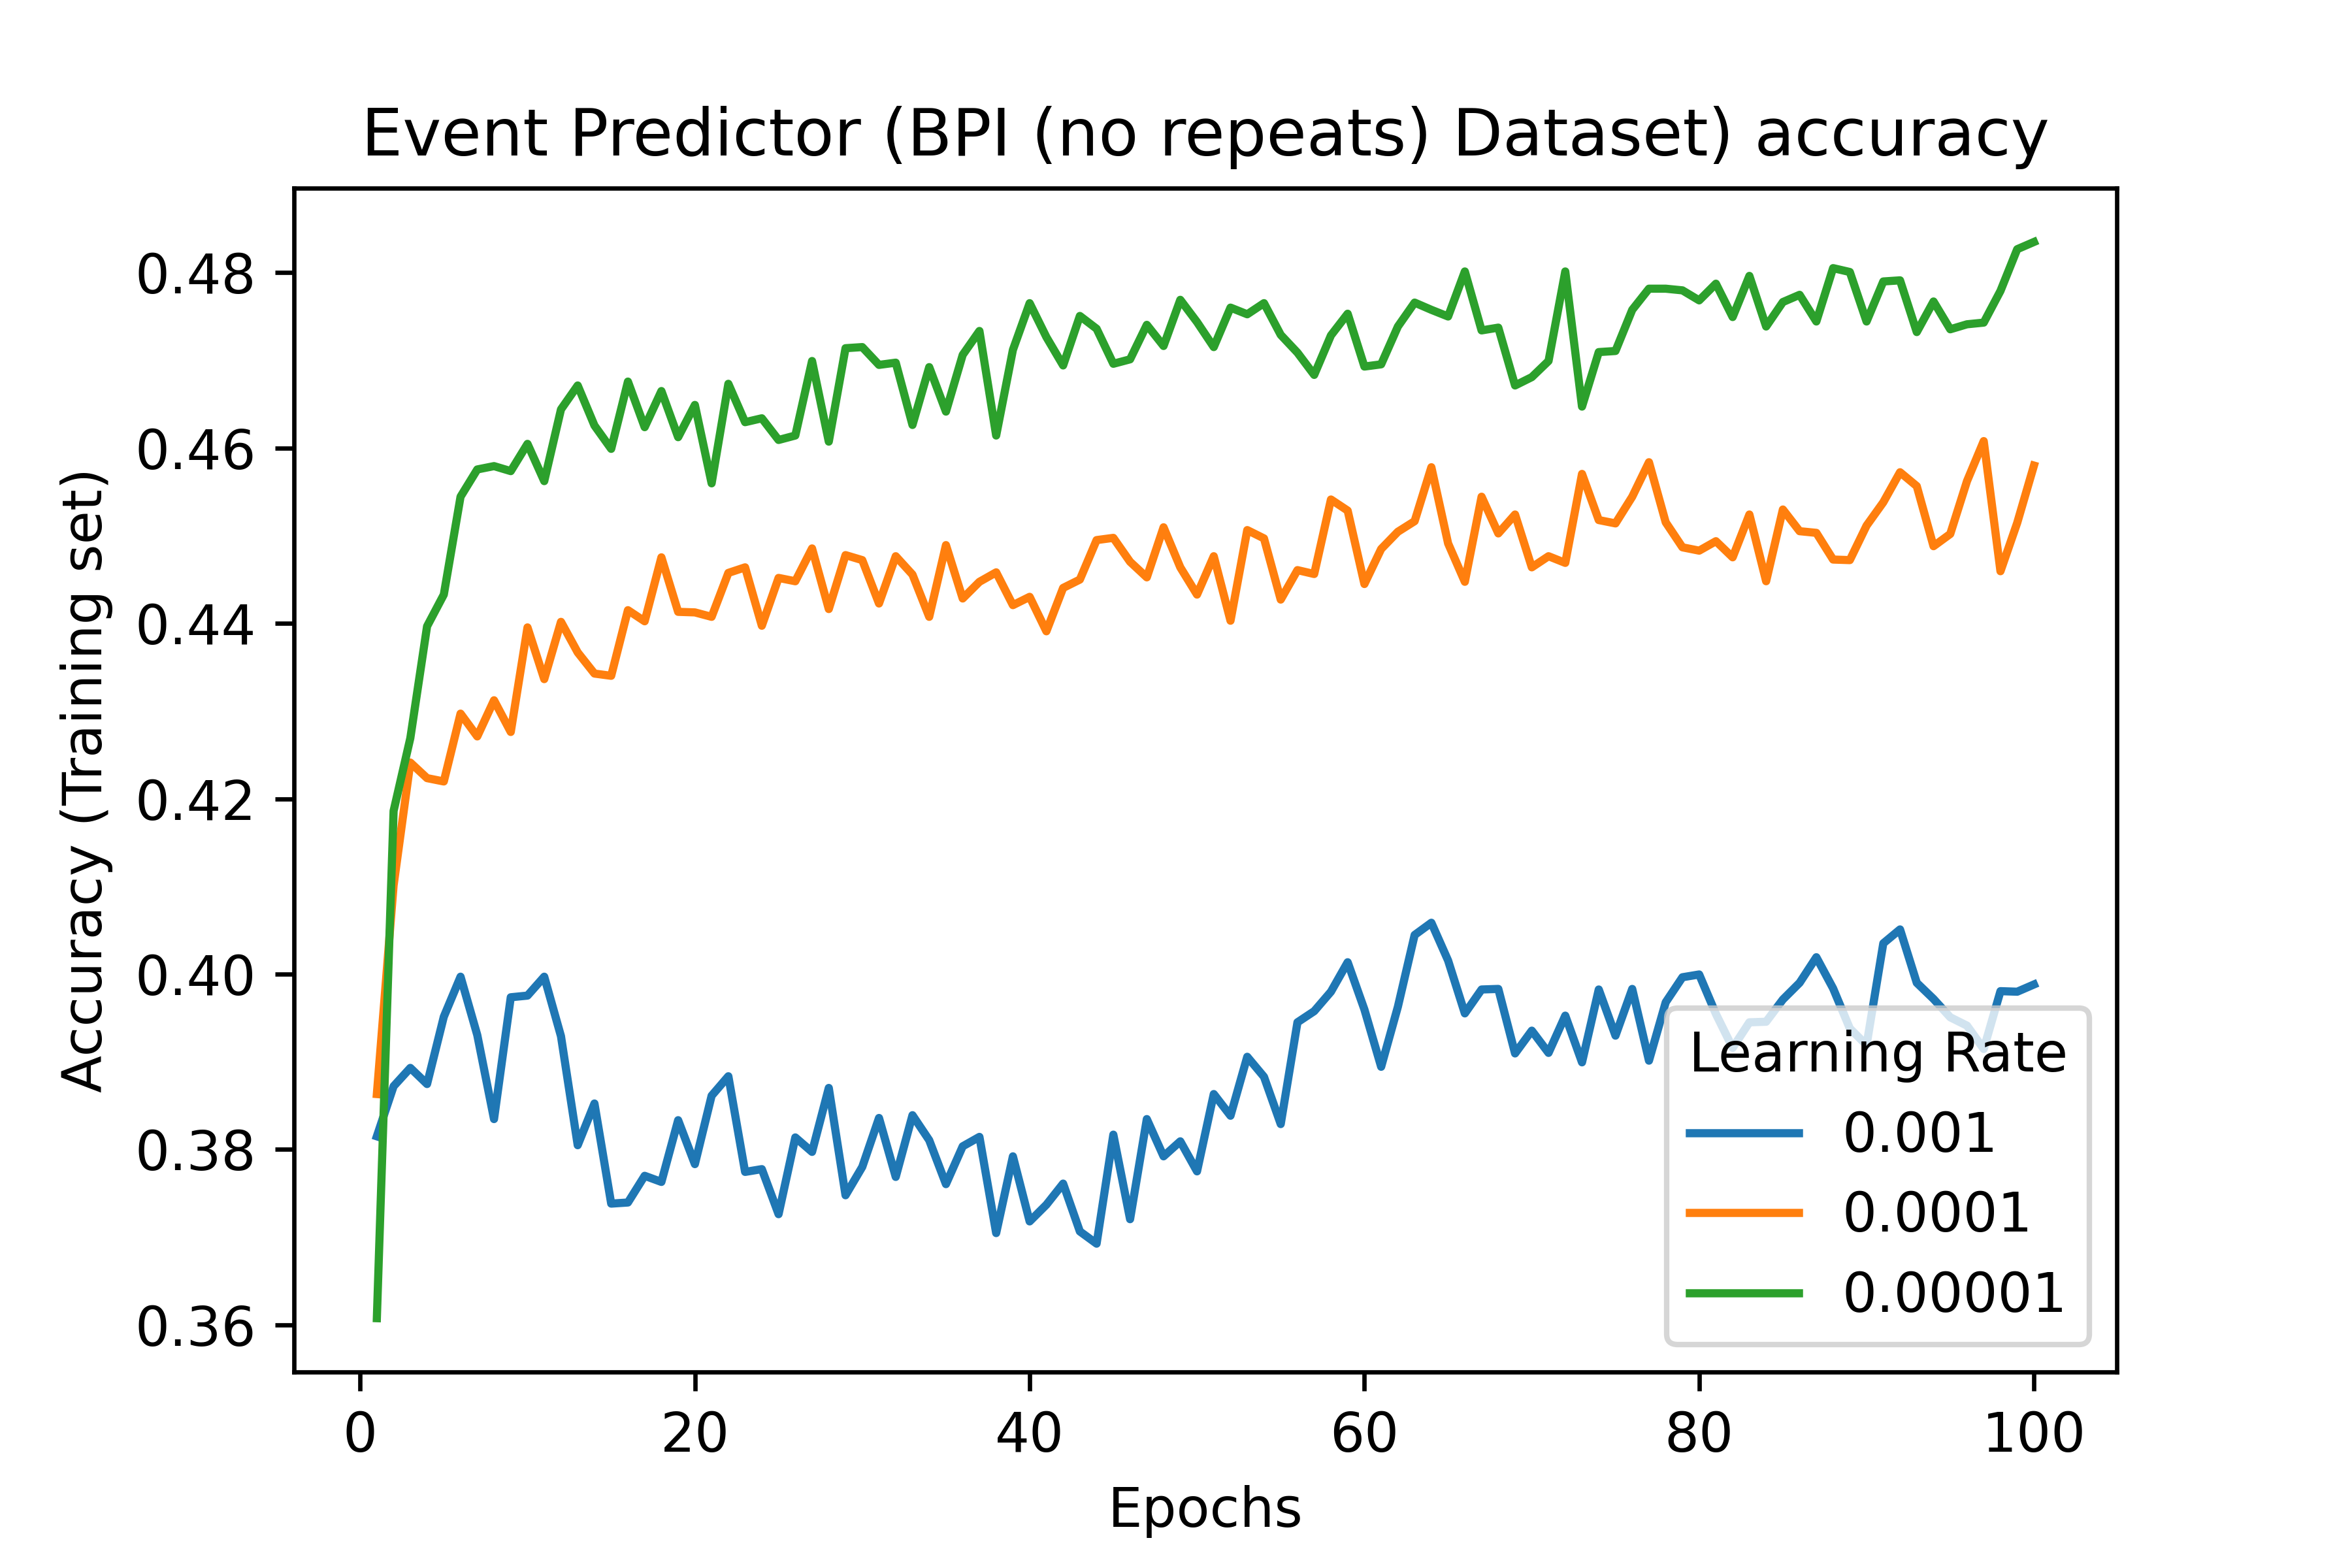 Event Predictor (BPI (no repeats) Dataset) accuracy
Accuracy (Training set)
0.48
0.46
0.44
0.42
0.40
0.38
0.36
Learning Rate
0.001
0.0001
0.00001
0 20 40 60 80 100
Epochs